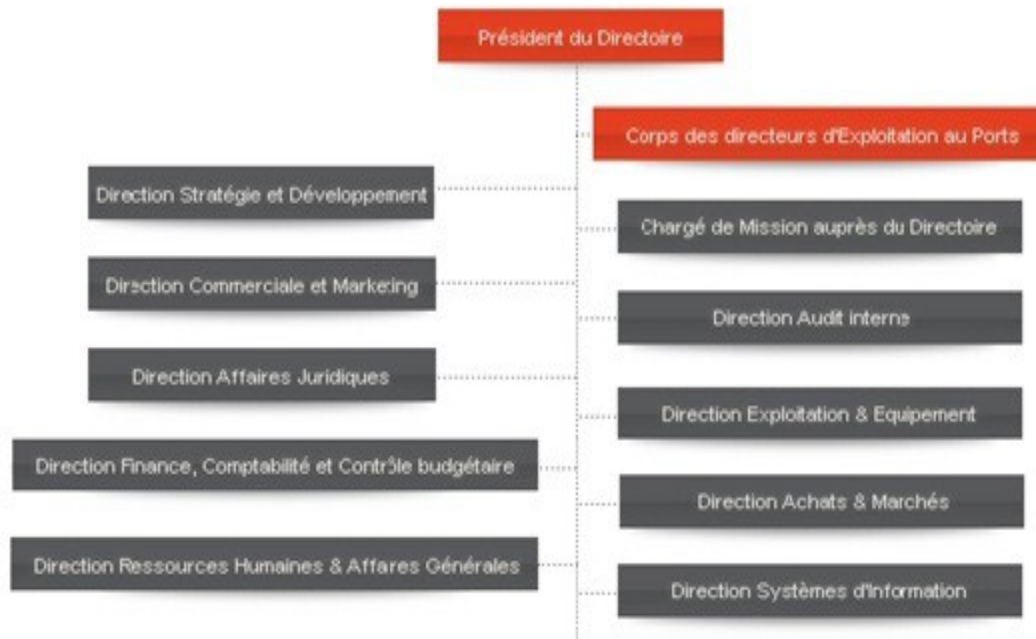 Président du Directoire
Corps des directeurs d'Exploitation au Ports
Direction Stratégie et Développement
Chargé de Mission auprès du Directoire
Direction Commerciale et Marketing
Direction Audit interne
Direction Affaires Juridiques
Direction Exploitation & Equipement
Direction Finance, Comptabilité et Contrôle budgétaire
Direction Achats & Marchés
Direction Ressources Humaines & Affaires Générales
Direction Systèmes d'Information